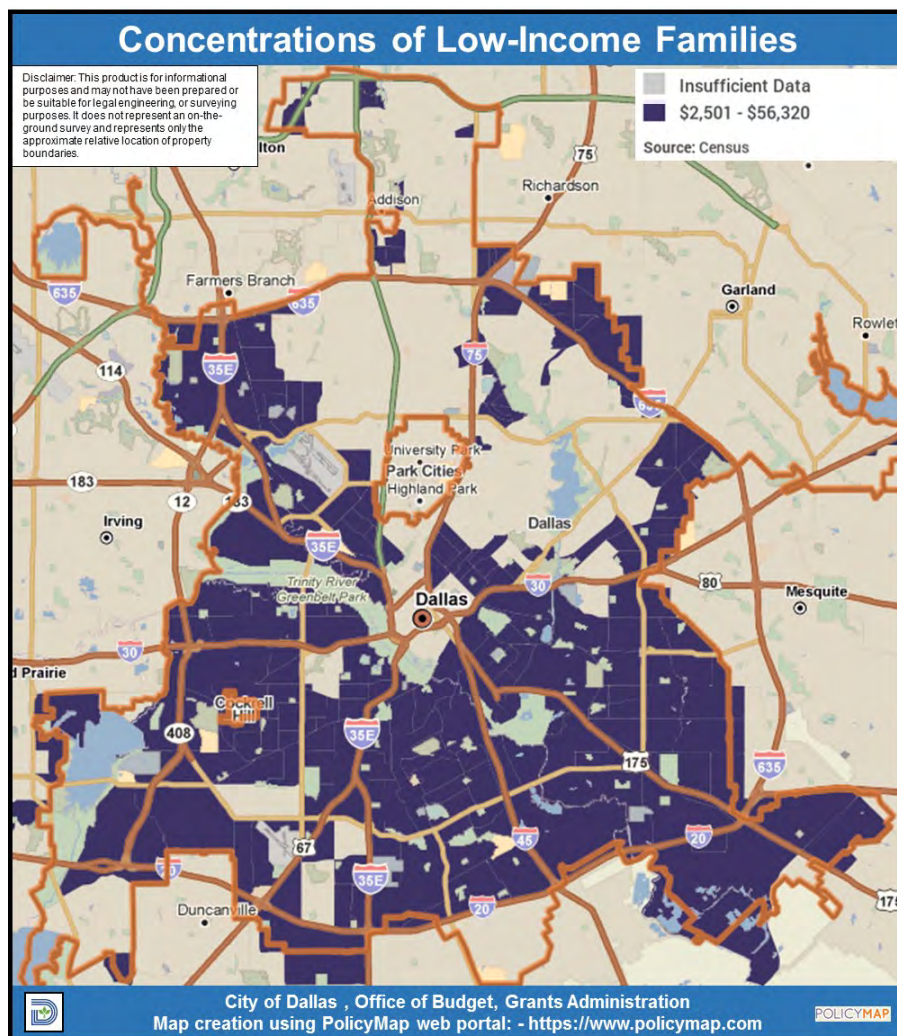 Concentrations of Low-Income Families
Disclaimer: This product is for informational
purposes and may not have been prepared or
be suitable for legal engineering, or surveying
purposes. It does not represent an on-the-
ground survey and represents only the
approximate relative location of property
boundaries.
Insufficient Data
$2,501 - $56,320
Source: Census
lton
75
Richardson
Addison
635
Farmers Branch
635
Garland
Rowlet
114
35E
75
635
183
University Park
Park Cities
Highland Park
12
183
Irving
35E
Dallas
Trinity River
Greenbelt Park
30
80
Dallas
Mesquite
30
d Prairie
Cockrell
Hill
408
35E
175
635
67
45
20
20
35E
20
175
Duncanville
City of Dallas , Office of Budget, Grants Administration
Map creation using PolicyMap web portal: - https://www.policymap.com
POLICYMAP